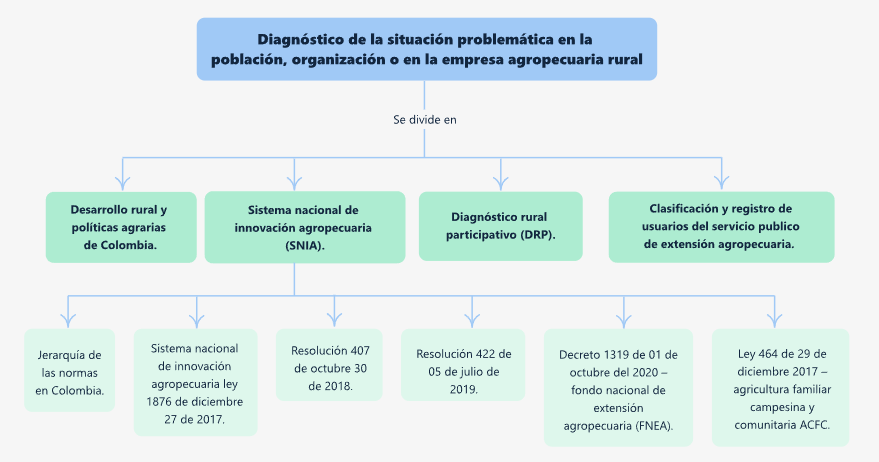 Diagnóstico de la situación problemática en la
población, organización o en la empresa agropecuaria rural
Se divide en
Desarrollo rural y
políticas agrarias
de Colombia.
Sistema nacional de
innovación agropecuaria
(SNIA).
Diagnóstico rural
participativo (DRP).
Clasificación y registro de
usuarios del servicio publico
de extensión agropecuaria.
Jerarquía de
las normas
en Colombia.
Sistema nacional
de innovación
agropecuaria ley
1876 de diciembre
27 de 2017.
Resolución 407
de octubre 30
de 2018.
Resolución 422 de
05 de julio de
2019.
Decreto 1319 de 01 de
octubre del 2020 –
fondo nacional de
extensión
agropecuaria (FNEA).
Ley 464 de 29 de
diciembre 2017 –
agricultura familiar
campesina y
comunitaria ACFC.